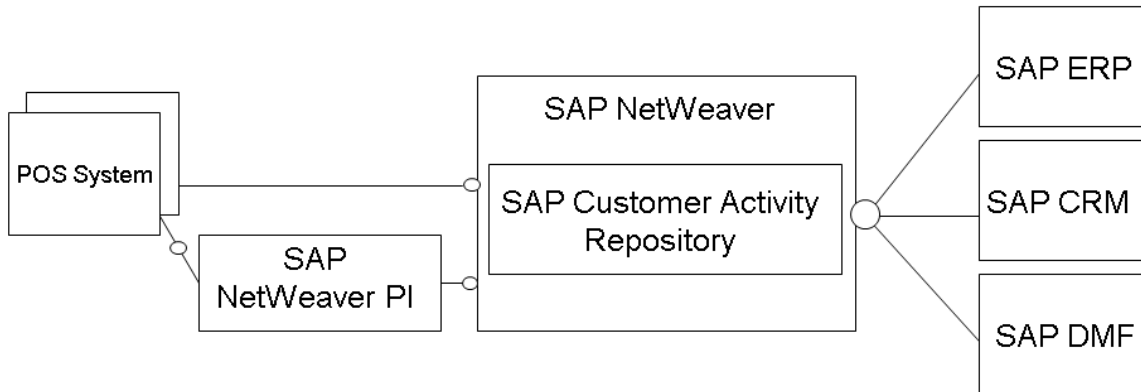 POS System
SAP
NetWeaver PI
SAP NetWeaver
SAP Customer Activity
Repository
SAP ERP
SAP CRM
SAP DMF